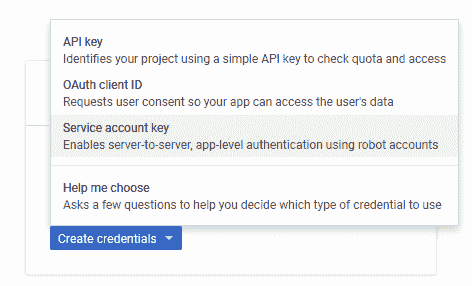 API key
Identifies your project using a simple API key to check quota and access
OAuth client ID
Requests user consent so your app can access the user's data
Service account key
Enables server-to-server, app-level authentication using robot accounts
Help me choose
Asks a few questions to help you decide which type of credential to use
Create credentials